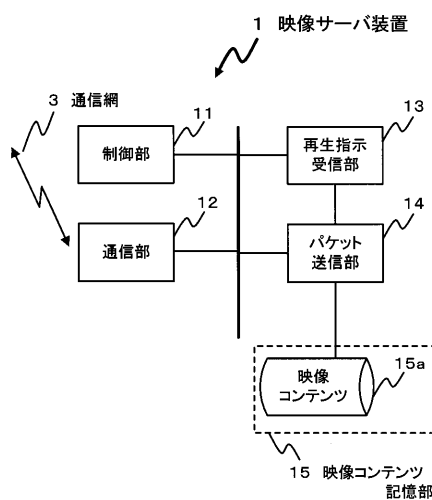 1 映像サーバ装置
3 通信網
11
制御部
13
再生指示
受信部
12
通信部
14
パケット
送信部
映像
コンテンツ
15a
15 映像コンテンツ
記憶部